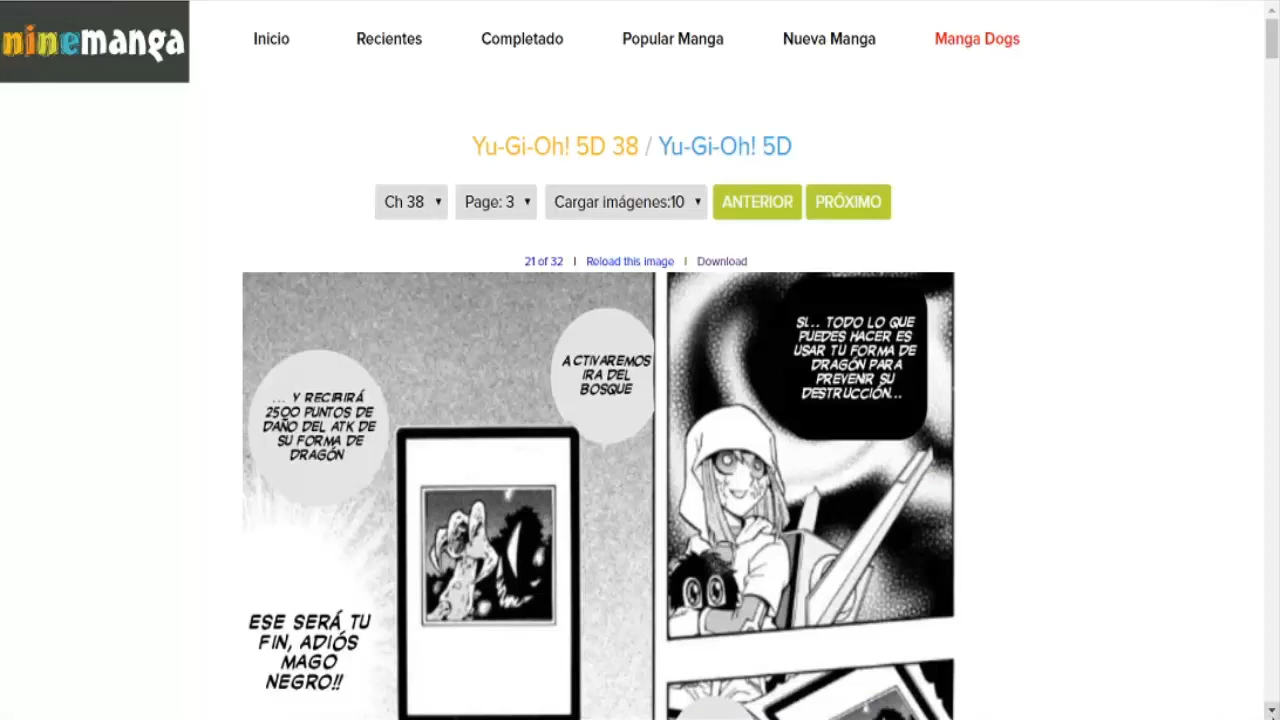 ninemanga
Inicio
Recientes
Completado
Popular Manga
Nueva Manga
Manga Dogs
Yu-Gi-Oh! 5D 38 / Yu-Gi-Oh! 5D
Ch 38
Page: 3
Cargar imágenes:10
ANTERIOR
PRÓXIMO
21 of 32 | Reload this image | Download
SI... TODO LO QUE
PUEDES HACER ES
USAR TU FORMA DE
DRAGÓN PARA
PREVENIR SU
DESTRUCCIÓN...
ACTIVAREMOS
IRA DEL
BOSQUE
... Y RECIBIRÁ
2500 PUNTOS DE
DAÑO DEL ATK DE
SU FORMA DE
DRAGÓN
ESE SERÁ TU
FIN, ADIÓS
MAGO
NEGRO!!